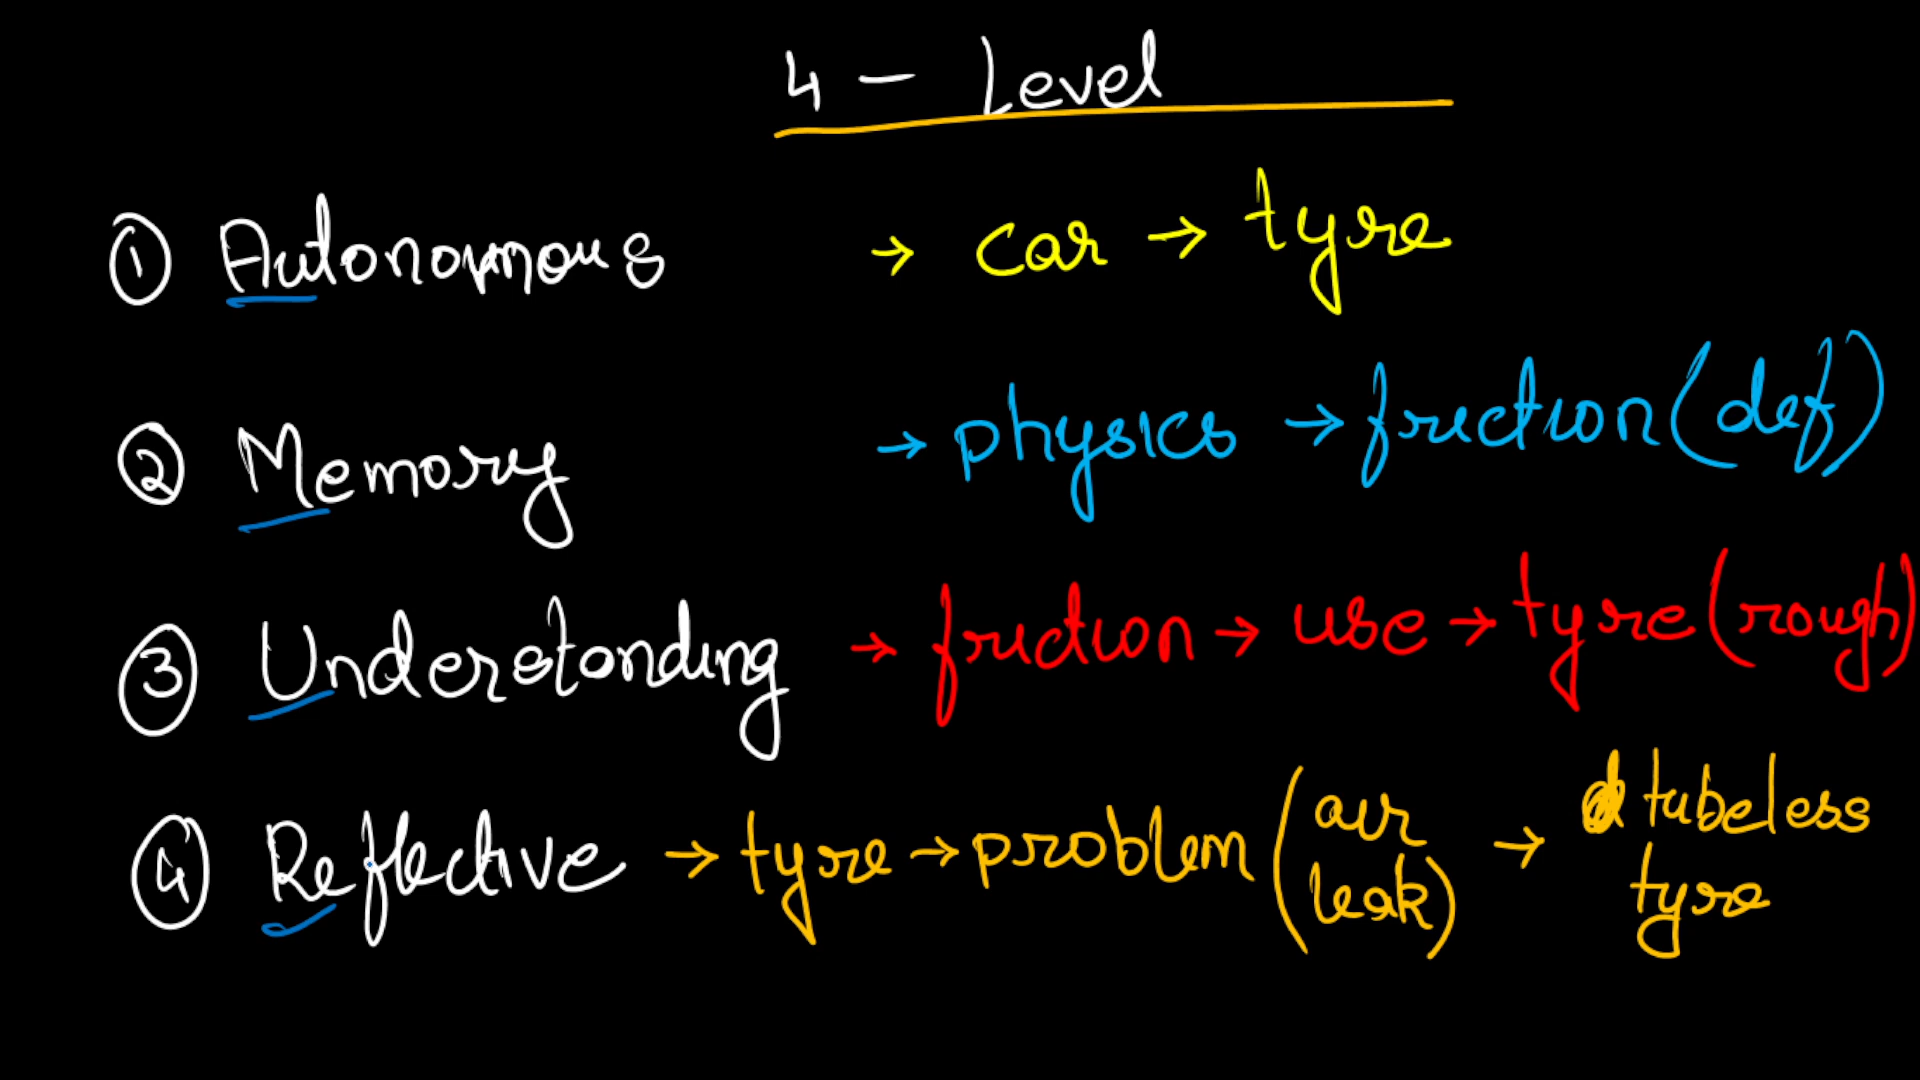 4 - Level
① Autonomous → car → tyre
② Memory → physics → friction (def)
③ Understanding → friction → use → tyre (rough)
④ Reflective → tyre → problem (air leak) → tubeless tyre